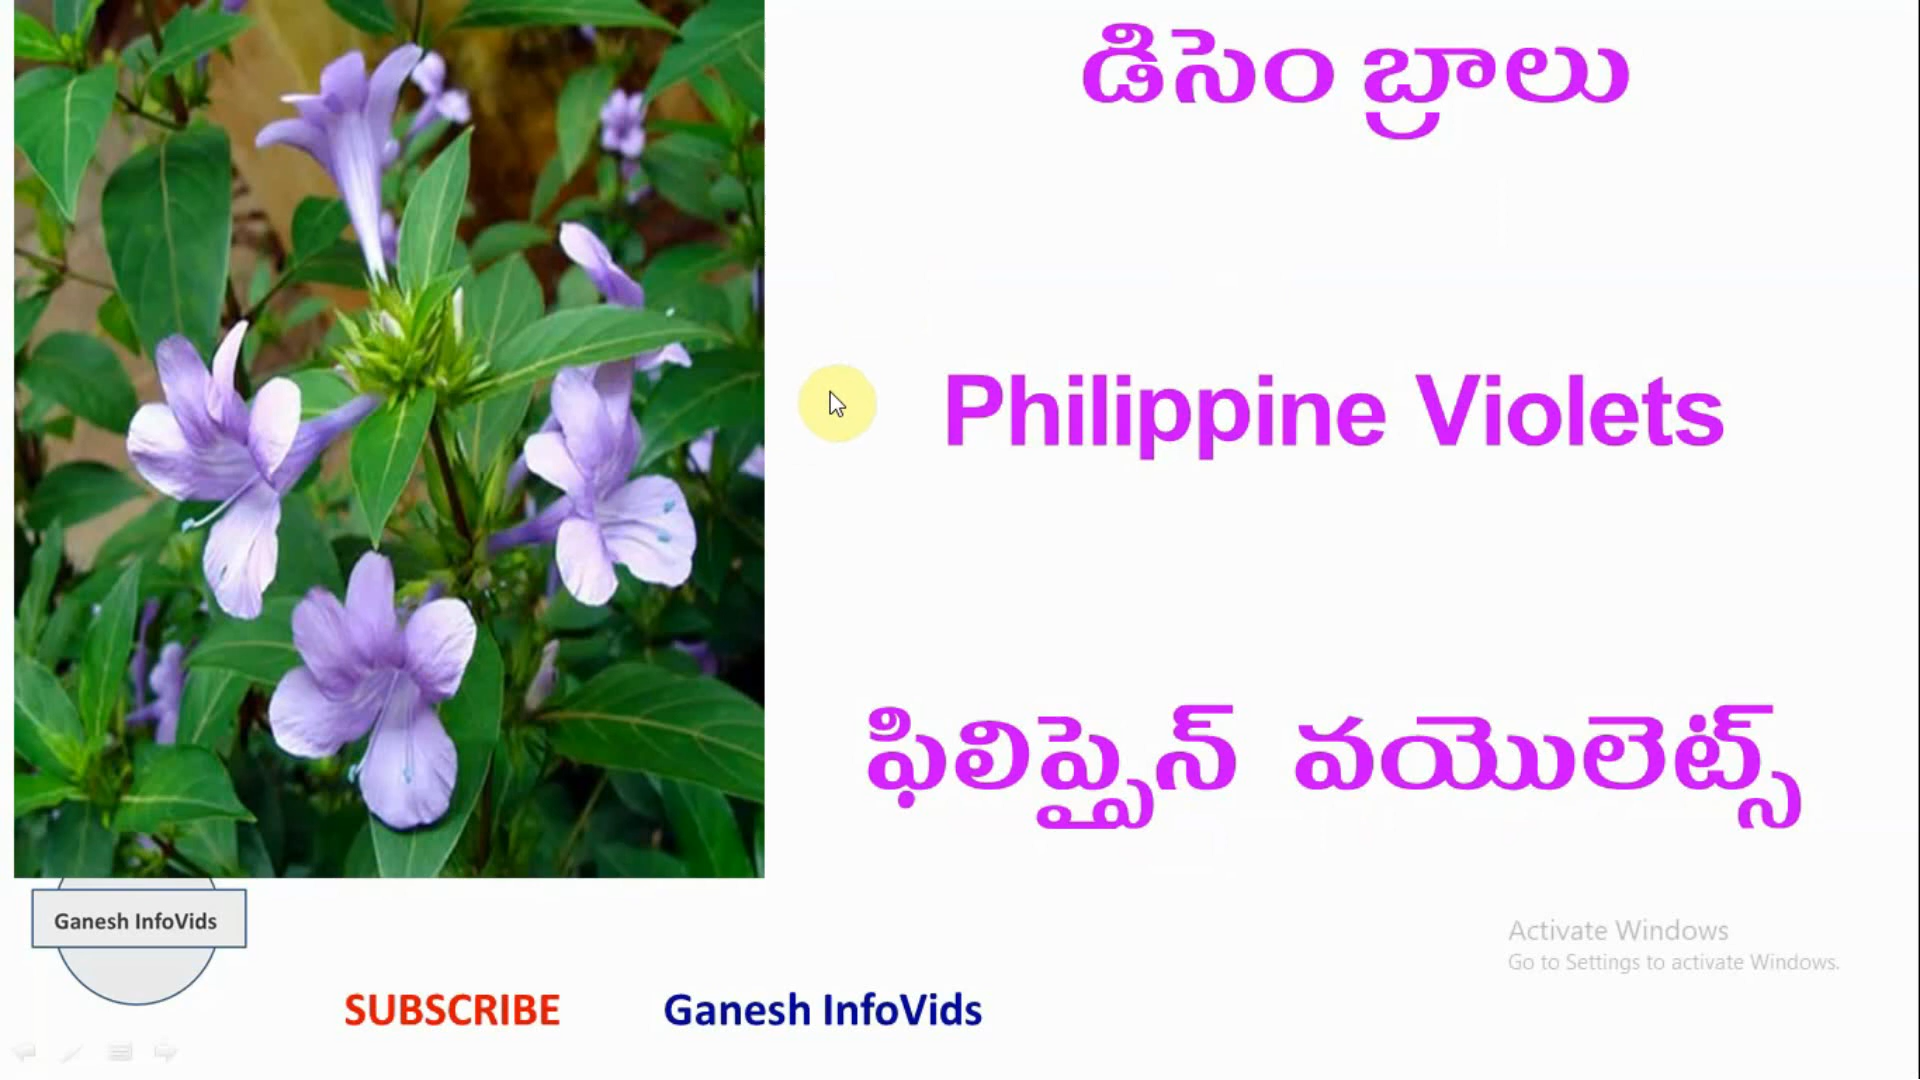 డిసెం బ్రాలు
Philippine Violets
ఫిలిప్పైన్ వయొలెట్స్
Ganesh InfoVids
Activate Windows
Go to Settings to activate Windows.
SUBSCRIBE Ganesh InfoVids